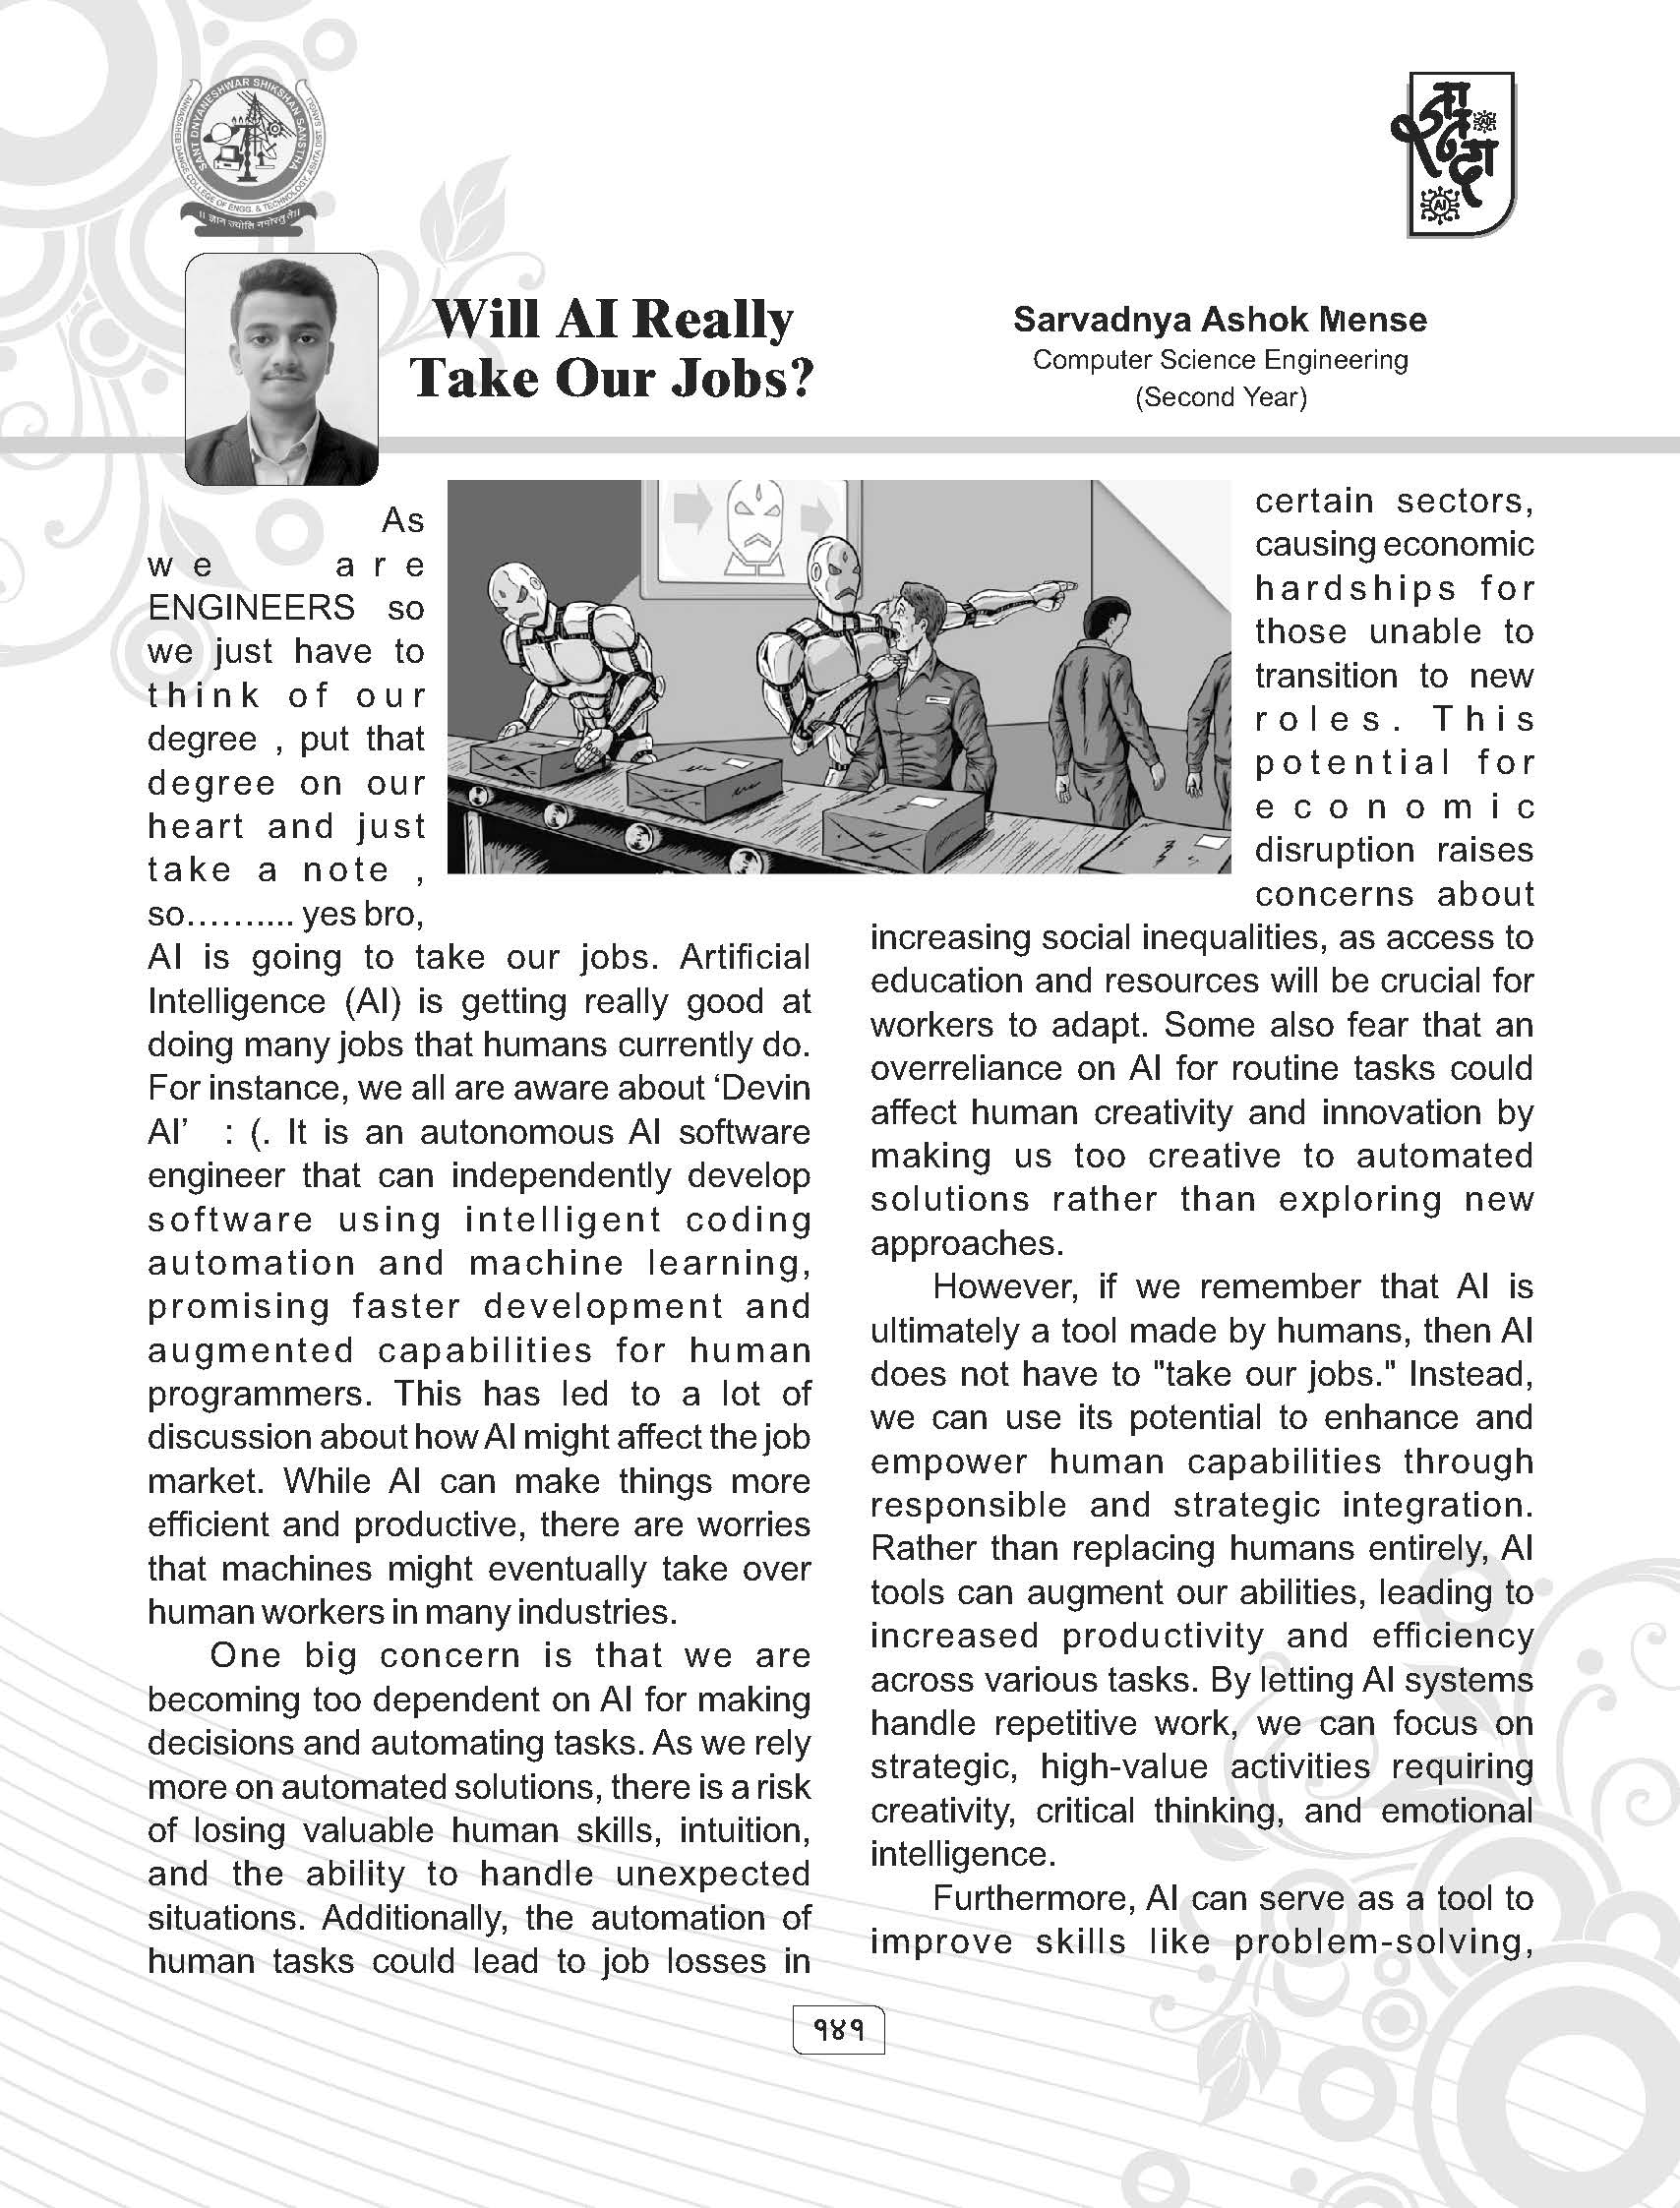 SANT DNYANESHWAR SHIKSHAN SANSTHA
ANNASAHEB DANGE COLLEGE OF ENGG. & TECHNOLOGY, ASHTA DIST. SANGLI
AI
AI
Will AI Really
Take Our Jobs?
Sarvadnya Ashok Mense
Computer Science Engineering
(Second Year)
As
we are
ENGINEERS so
we just have to
think of our
degree , put that
degree on our
heart and just
take a note ,
so.......... yes bro,
AI is going to take our jobs. Artificial
Intelligence (AI) is getting really good at
doing many jobs that humans currently do.
For instance, we all are aware about ‘Devin
AI’ : (. It is an autonomous AI software
engineer that can independently develop
software using intelligent coding
automation and machine learning,
promising faster development and
augmented capabilities for human
programmers. This has led to a lot of
discussion about how AI might affect the job
market. While AI can make things more
efficient and productive, there are worries
that machines might eventually take over
human workers in many industries.
One big concern is that we are
becoming too dependent on AI for making
decisions and automating tasks. As we rely
more on automated solutions, there is a risk
of losing valuable human skills, intuition,
and the ability to handle unexpected
situations. Additionally, the automation of
human tasks could lead to job losses in
certain sectors,
causing economic
hardships for
those unable to
transition to new
roles. This
potential for
economic
disruption raises
concerns about
increasing social inequalities, as access to
education and resources will be crucial for
workers to adapt. Some also fear that an
overreliance on AI for routine tasks could
affect human creativity and innovation by
making us too creative to automated
solutions rather than exploring new
approaches.
However, if we remember that AI is
ultimately a tool made by humans, then AI
does not have to "take our jobs." Instead,
we can use its potential to enhance and
empower human capabilities through
responsible and strategic integration.
Rather than replacing humans entirely, AI
tools can augment our abilities, leading to
increased productivity and efficiency
across various tasks. By letting AI systems
handle repetitive work, we can focus on
strategic, high-value activities requiring
creativity, critical thinking, and emotional
intelligence.
Furthermore, AI can serve as a tool to
improve skills like problem-solving,
१४१